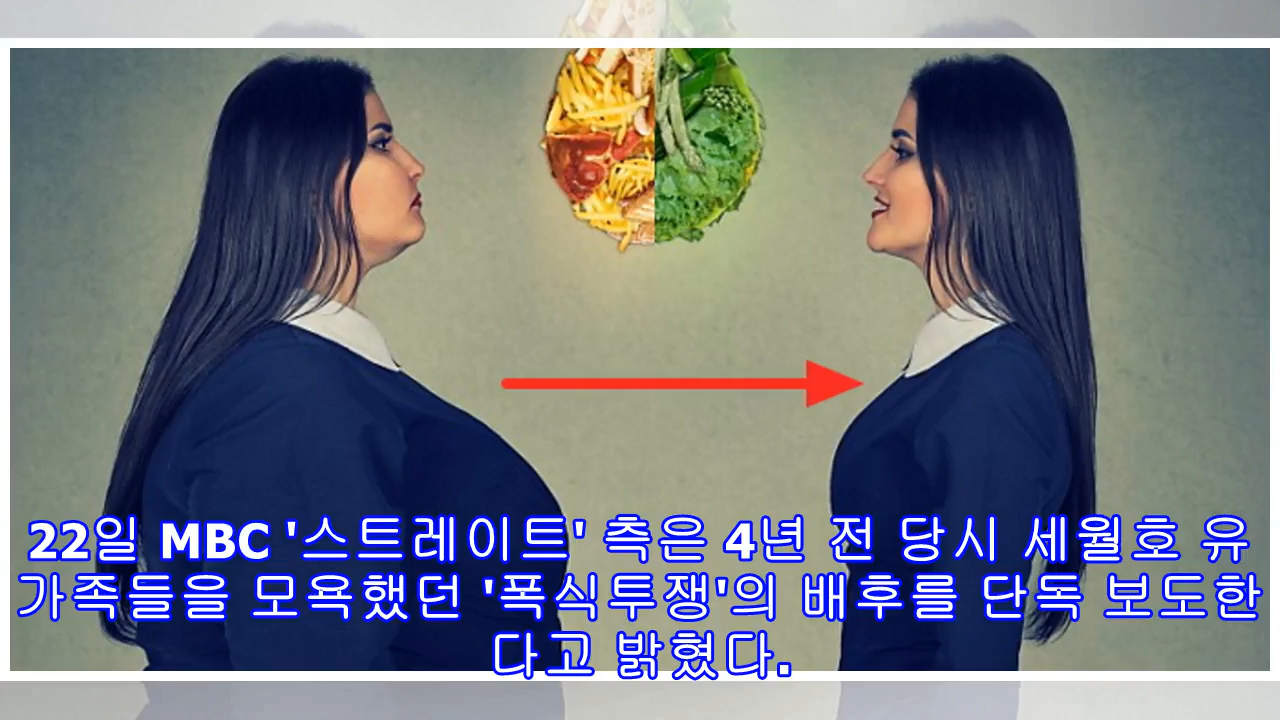 22일 MBC '스트레이트' 측은 4년 전 당시 세월호 유
가족들을 모욕했던 '폭식투쟁'의 배후를 단독 보도한
다고 밝혔다.